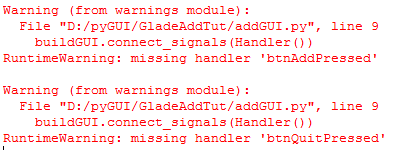 Warning (from warnings module):
  File "D:/pyGUI/GladeAddTut/addGUI.py", line 9
    buildGUI.connect_signals(Handler())
RuntimeWarning: missing handler 'btnAddPressed'

Warning (from warnings module):
  File "D:/pyGUI/GladeAddTut/addGUI.py", line 9
    buildGUI.connect_signals(Handler())
RuntimeWarning: missing handler 'btnQuitPressed'